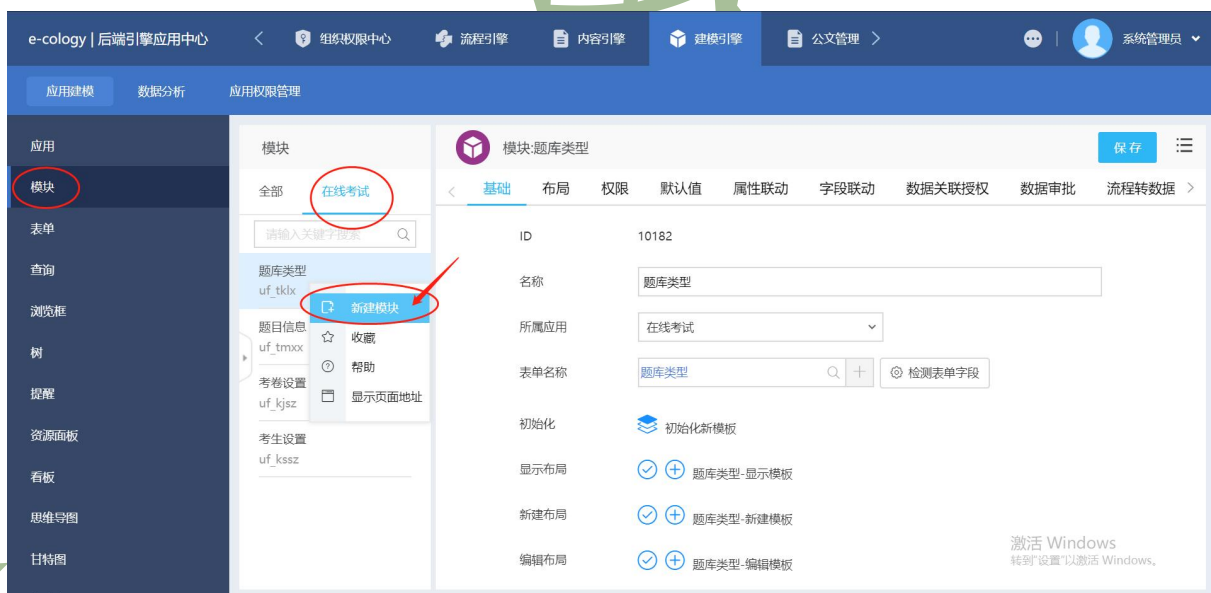 e-cology | 后端引擎应用中心 组织权限中心 流程引擎 内容引擎 建模引擎 公文管理 系统管理员
应用建模 数据分析 应用权限管理
应用
模块
表单
查询
浏览框
树
提醒
资源面板
看板
思维导图
甘特图
模块
全部 在线考试
请输入关键字搜索
题库类型
uf_tklx
题目信息
uf_tmxx
考卷设置
uf_kjsz
考生设置
uf_kssz
新建模块
收藏
帮助
显示页面地址
模块:题库类型 保存
基础 布局 权限 默认值 属性联动 字段联动 数据关联授权 数据审批 流程转数据
ID 10182
名称 题库类型
所属应用 在线考试
表单名称 题库类型 检测表单字段
初始化 初始化新模板
显示布局 题库类型-显示模板
新建布局 题库类型-新建模板
编辑布局 题库类型-编辑模板
激活 Windows
转到"设置"以激活 Windows。